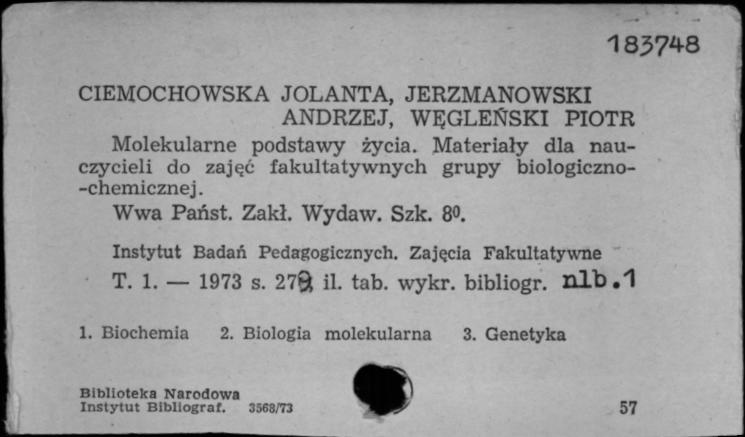 183748
CIEMOCHOWSKA JOLANTA, JERZMANOWSKI
ANDRZEJ, WĘGLEŃSKI PIOTR
Molekularne podstawy życia. Materiały dla nau-
czycieli do zajęć fakultatywnych grupy biologiczno-
-chemicznej.
Wwa Państ. Zakł. Wydaw. Szk. 8⁰.
Instytut Badań Pedagogicznych. Zajęcia Fakultatywne
T. 1. — 1973 s. 279, il. tab. wykr. bibliogr. nlb.1
1. Biochemia 2. Biologia molekularna 3. Genetyka
Biblioteka Narodowa
Instytut Bibliograf. 3568/73 57